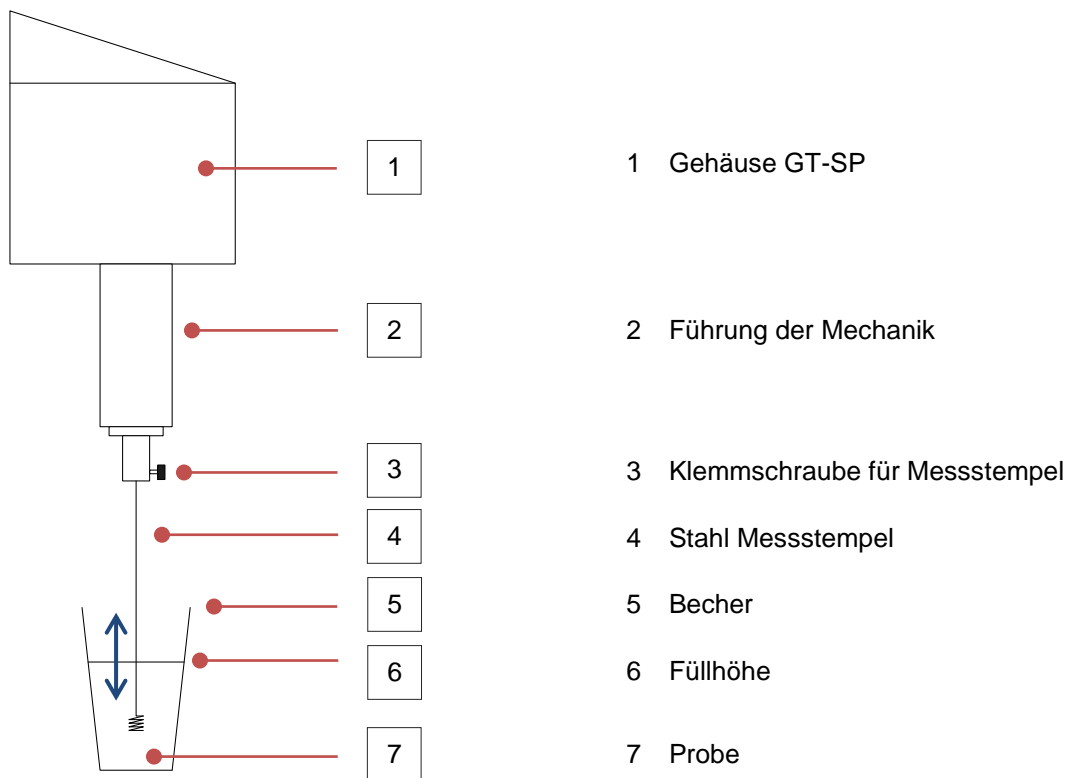 1 1 Gehäuse GT-SP
2 2 Führung der Mechanik
3 3 Klemmschraube für Messstempel
4 4 Stahl Messstempel
5 5 Becher
6 6 Füllhöhe
7 7 Probe